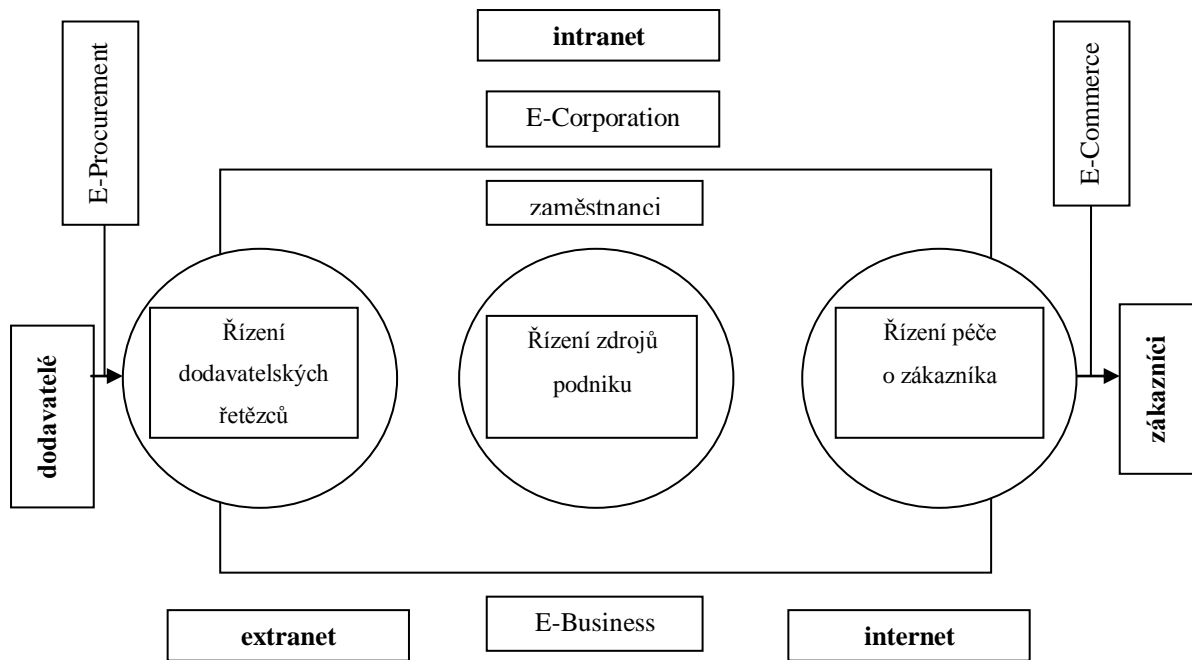 intranet
E-Procurement
E-Corporation
E-Commerce
zaměstnanci
dodavatelé
Řízení
dodavatelských
řetězců
Řízení zdrojů
podniku
Řízení péče
o zákazníka
zákazníci
extranet
E-Business
internet